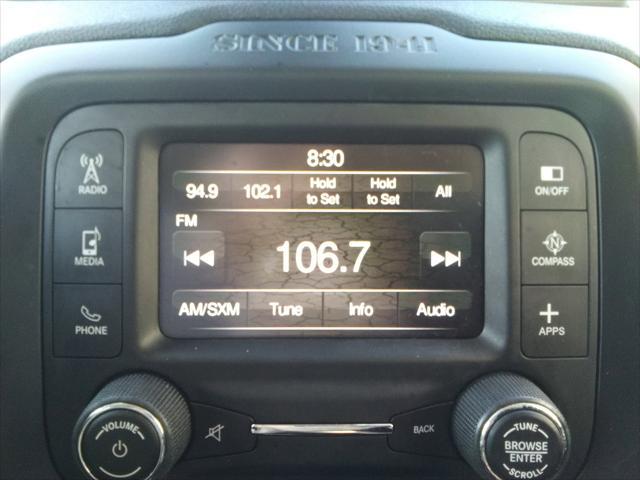 SINCE 1941
8:30
94.9 102.1 Hold to Set Hold to Set All
FM
106.7
AM/SXM Tune Info Audio
RADIO
MEDIA
PHONE
ON/OFF
N
COMPASS
APPS
VOLUME
BACK
TUNE
BROWSE
ENTER
SCROLL